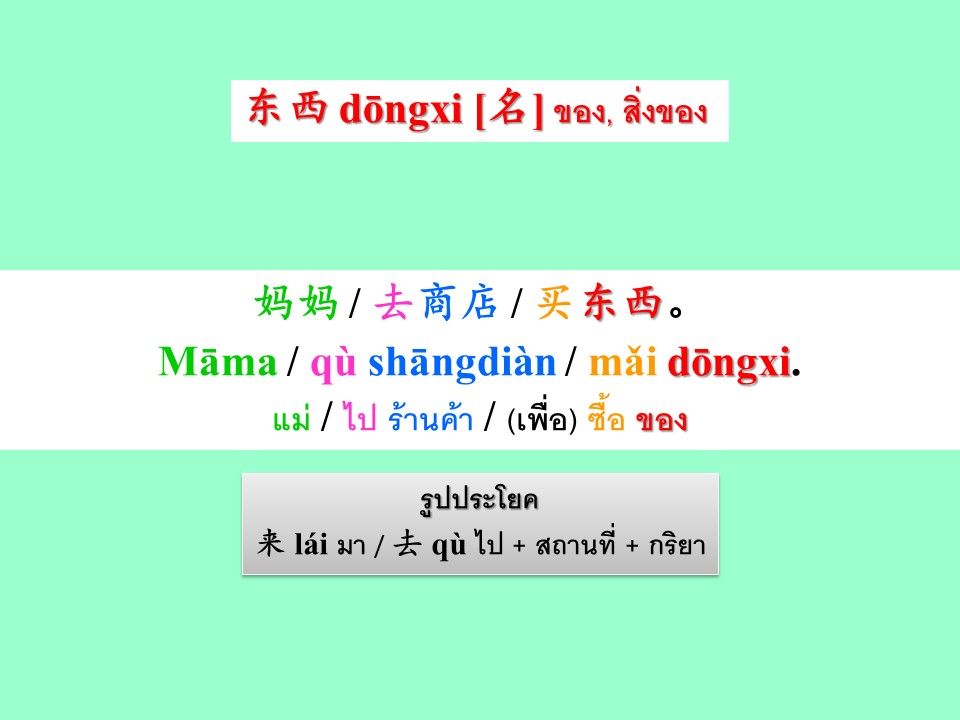 东西 dōngxi [名] ของ, สิ่งของ
妈妈 / 去商店 / 买东西。
Māma / qù shāngdiàn / mǎi dōngxi.
แม่ / ไป ร้านค้า / (เพื่อ) ซื้อ ของ
รูปประโยค
来 lái มา / 去 qù ไป + สถานที่ + กริยา